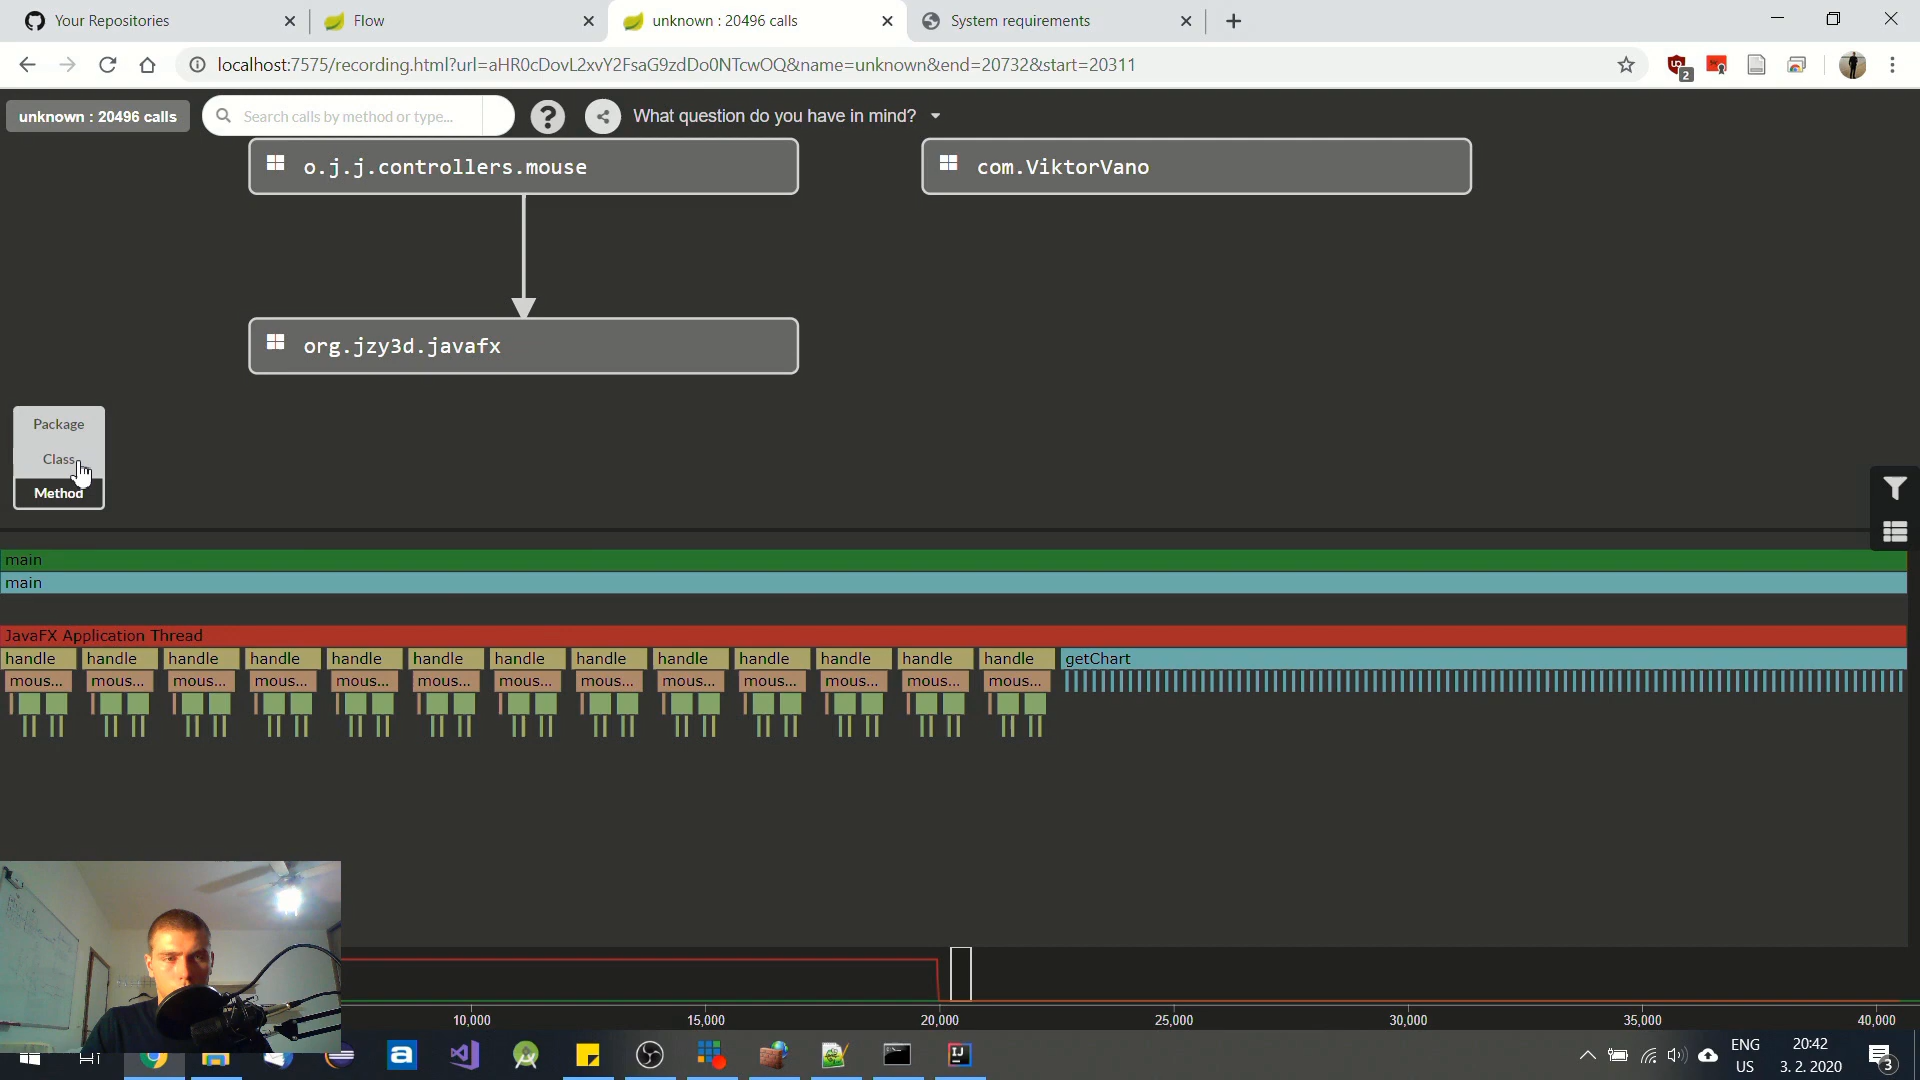 Your Repositories
Flow
unknown : 20496 calls
System requirements
localhost:7575/recording.html?url=aHR0cDovL2xvY2FsaG9zdDo0NTcwOQ&name=unknown&end=20732&start=20311
2
unknown : 20496 calls
Search calls by method or type...
?
What question do you have in mind?
o.j.j.controllers.mouse
com.ViktorVano
org.jzy3d.javafx
Package
Class
Method
main
main
JavaFX Application Thread
handle handle handle handle handle handle handle handle handle handle handle handle handle getChart
mous... mous... mous... mous... mous... mous... mous... mous... mous... mous... mous... mous... mous...
10,000 15,000 20,000 25,000 30,000 35,000 40,000
a
IJ
ENG
US
20:42
3. 2. 2020
3